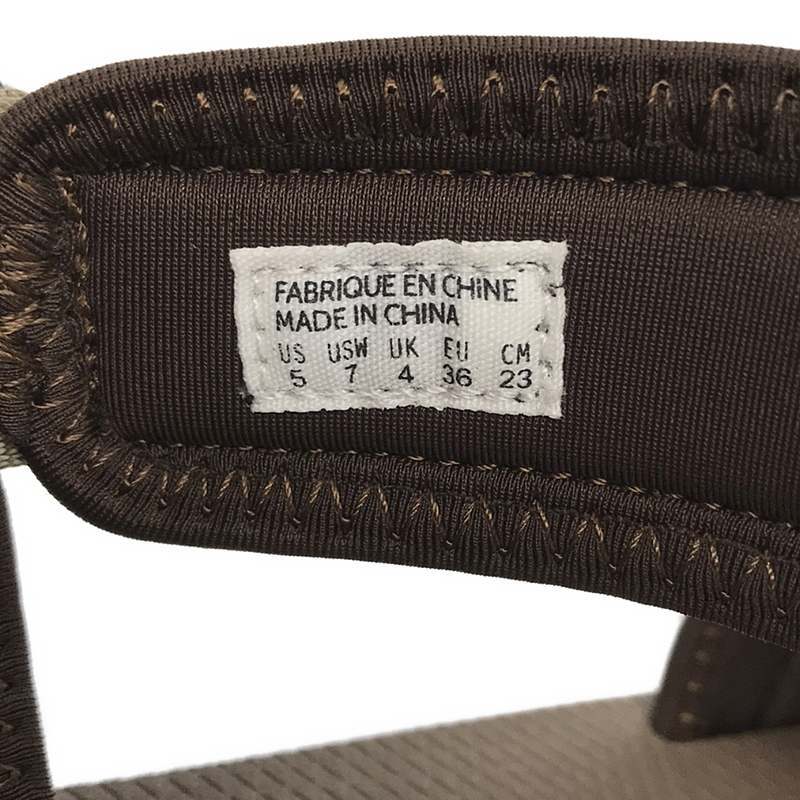 FABRIQUE EN CHINE
MADE IN CHINA
US USW UK EU CM
5 7 4 36 23